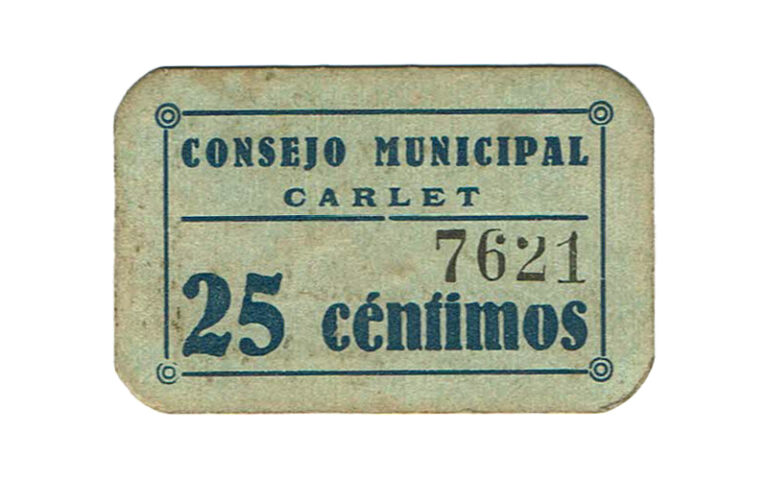 CONSEJO MUNICIPAL
CARLET
7621
25 céntimos